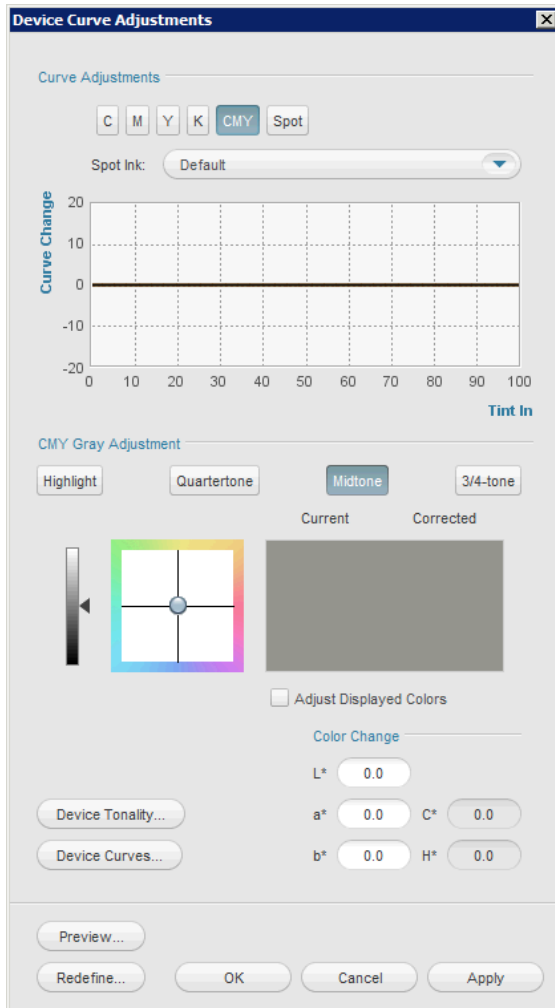 Device Curve Adjustments
Curve Adjustments
C M Y K CMY Spot
Spot Ink: Default
Curve Change
20
10
0
-10
-20
0 10 20 30 40 50 60 70 80 90 100
Tint In
CMY Gray Adjustment
Highlight Quartertone Midtone 3/4-tone
Current Corrected
Adjust Displayed Colors
Color Change
L* 0.0
Device Tonality... a* 0.0 C* 0.0
Device Curves... b* 0.0 H* 0.0
Preview...
Redefine... OK Cancel Apply